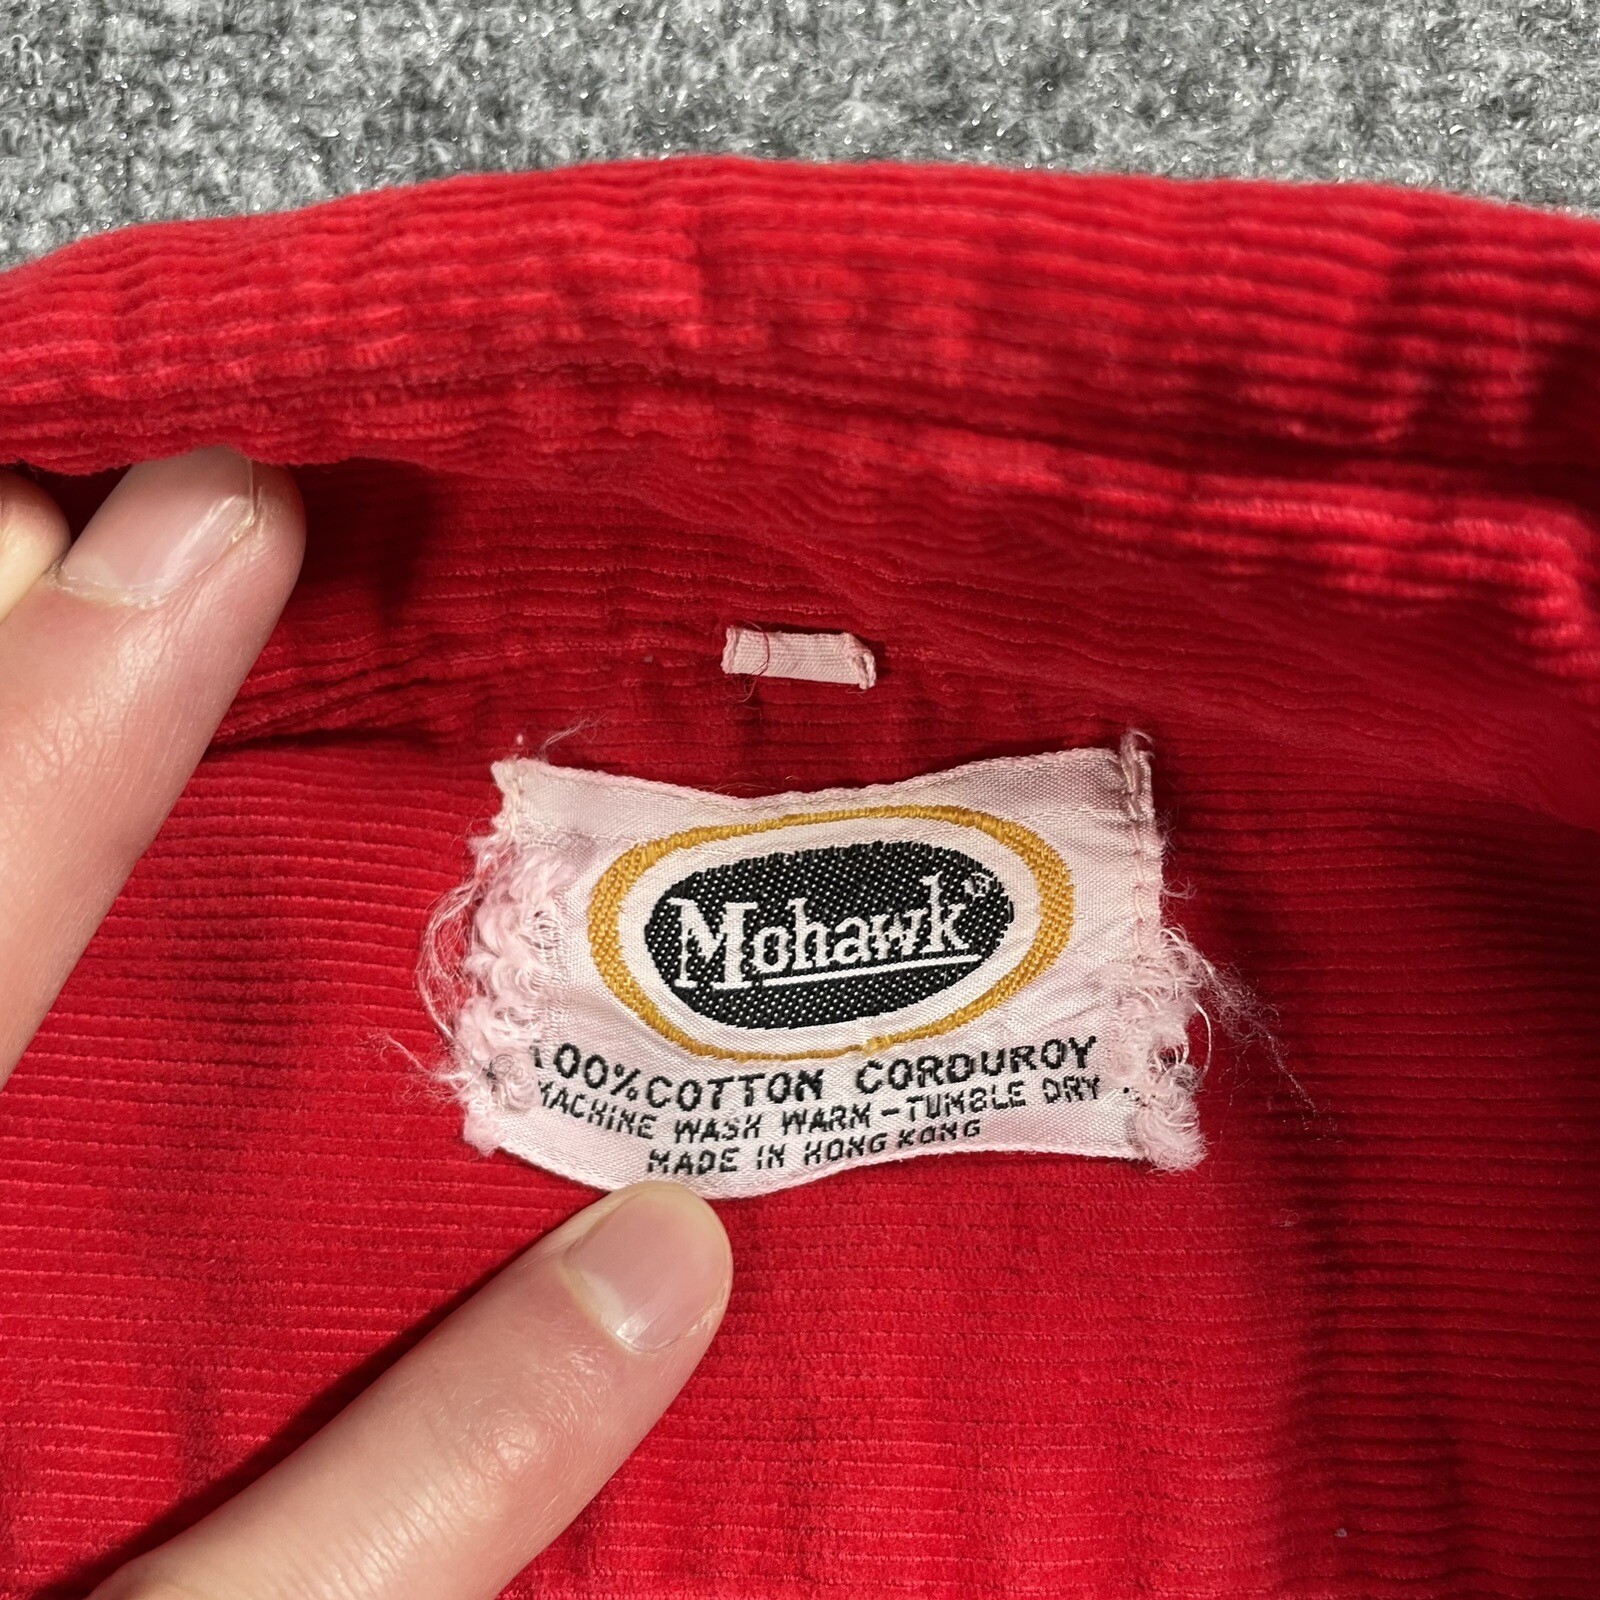 Mohawk®
100% COTTON CORDUROY
MACHINE WASH WARM - TUMBLE DRY
MADE IN HONG KONG